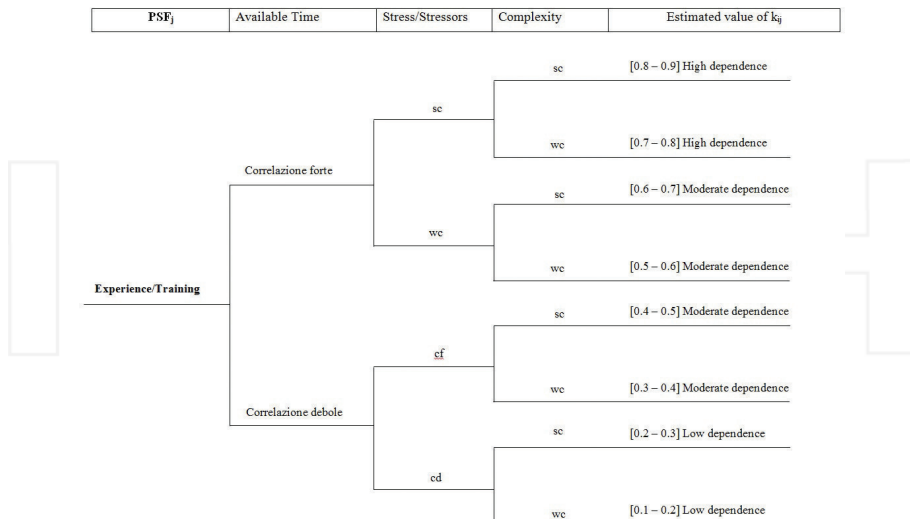 PSFj Available Time Stress/Stressors Complexity Estimated value of kij
sc [0.8 – 0.9] High dependence
sc
wc [0.7 – 0.8] High dependence
Correlazione forte
sc [0.6 – 0.7] Moderate dependence
wc
wc [0.5 – 0.6] Moderate dependence
Experience/Training
sc [0.4 – 0.5] Moderate dependence
cf
wc [0.3 – 0.4] Moderate dependence
Correlazione debole
sc [0.2 – 0.3] Low dependence
cd
wc [0.1 – 0.2] Low dependence